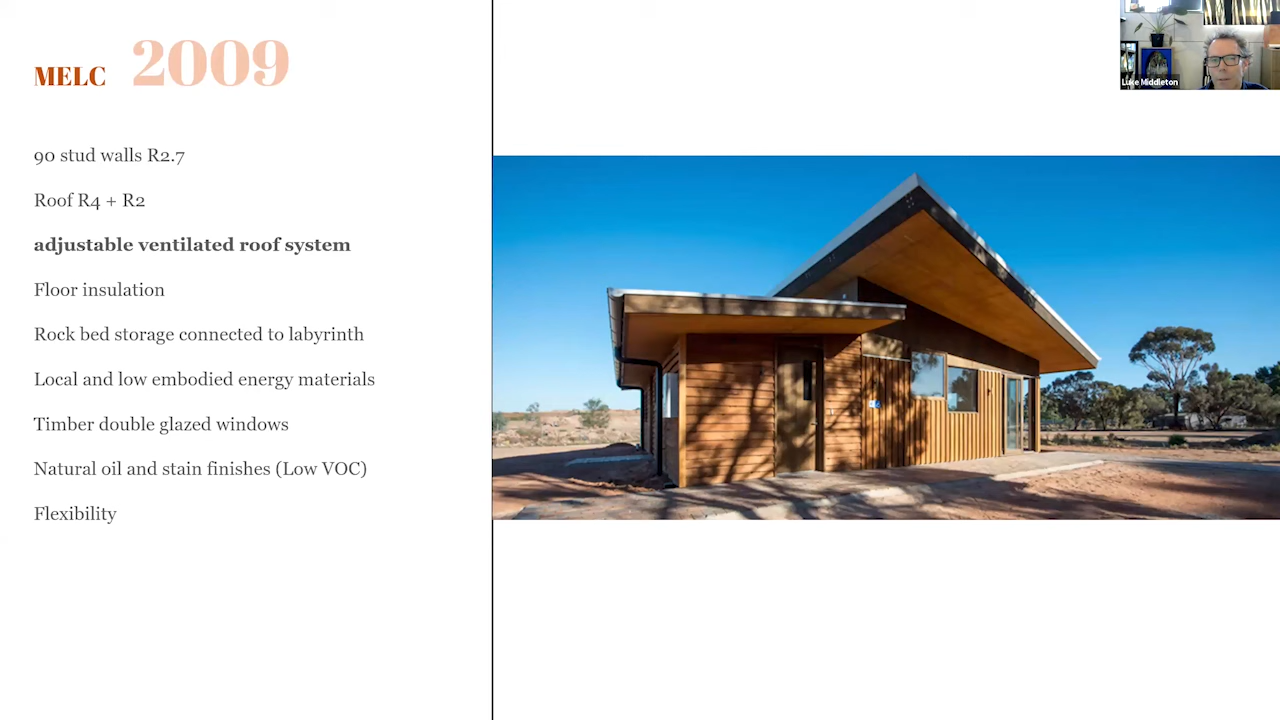 MELC 2009
90 stud walls R2.7
Roof R4 + R2
adjustable ventilated roof system
Floor insulation
Rock bed storage connected to labyrinth
Local and low embodied energy materials
Timber double glazed windows
Natural oil and stain finishes (Low VOC)
Flexibility
Luke Middleton